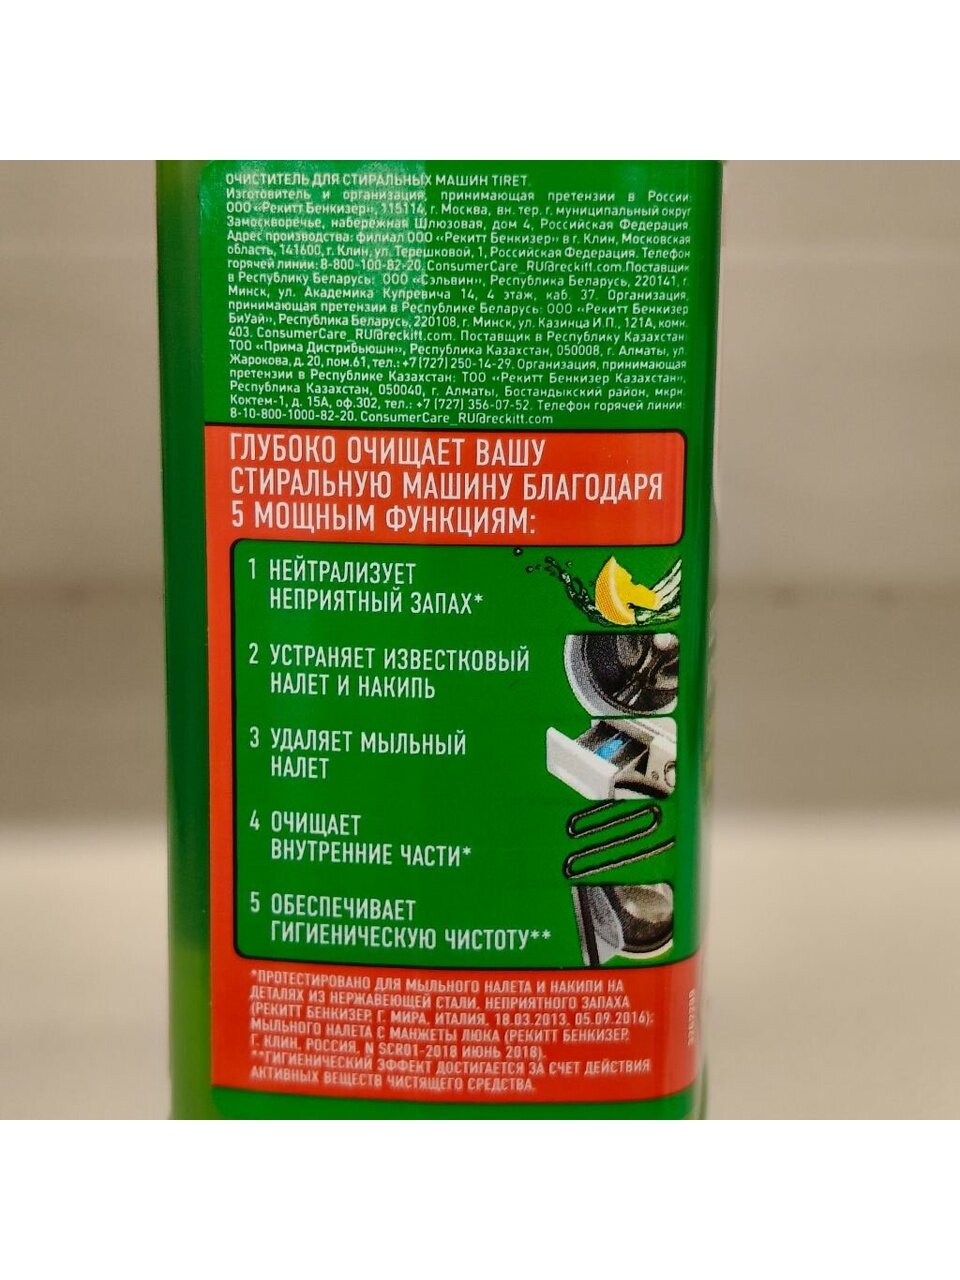 ОЧИСТИТЕЛЬ ДЛЯ СТИРАЛЬНЫХ МАШИН TIRET.
Изготовитель и организация, принимающая претензии в России:
ООО «Рекитт Бенкизер», 115114, г. Москва, вн. тер. г. муниципальный округ
Замоскворечье, набережная Шлюзовая, дом 4, Российская Федерация.
Адрес производства: филиал ООО «Рекитт Бенкизер» в г. Клин, Московская
область, 141600, г. Клин, ул. Терешковой, 1, Российская Федерация. Телефон
горячей линии: 8-800-100-82-20. ConsumerCare_RU@reckitt.com. Поставщик
в Республику Беларусь: ООО «Сэльвин», Республика Беларусь, 220141, г.
Минск, ул. Академика Купревича 14, 4 этаж, каб. 37. Организация,
принимающая претензии в Республике Беларусь: ООО «Рекитт Бенкизер
БиУай», Республика Беларусь, 220108, г. Минск, ул. Казинца И.П., 121А, комн.
403. ConsumerCare_RU@reckitt.com. Поставщик в Республику Казахстан:
ТОО «Прима Дистрибьюшн», Республика Казахстан, 050008, г. Алматы, ул.
Жарокова, д. 20, пом.61, тел.: +7 (727) 250-14-29. Организация, принимающая
претензии в Республике Казахстан: ТОО «Рекитт Бенкизер Казахстан»,
Республика Казахстан, 050040, г. Алматы, Бостандыкский район, мкр.
Коктем-1, д. 15А, оф.302, тел.: +7 (727) 356-07-52. Телефон горячей линии:
8-10-800-1000-82-20. ConsumerCare_RU@reckitt.com
ГЛУБОКО ОЧИЩАЕТ ВАШУ
СТИРАЛЬНУЮ МАШИНУ БЛАГОДАРЯ
5 МОЩНЫМ ФУНКЦИЯМ:
1 НЕЙТРАЛИЗУЕТ
НЕПРИЯТНЫЙ ЗАПАХ*
2 УСТРАНЯЕТ ИЗВЕСТКОВЫЙ
НАЛЕТ И НАКИПЬ
3 УДАЛЯЕТ МЫЛЬНЫЙ
НАЛЕТ
4 ОЧИЩАЕТ
ВНУТРЕННИЕ ЧАСТИ*
5 ОБЕСПЕЧИВАЕТ
ГИГИЕНИЧЕСКУЮ ЧИСТОТУ**
*ПРОТЕСТИРОВАНО ДЛЯ МЫЛЬНОГО НАЛЕТА И НАКИПИ НА
ДЕТАЛЯХ ИЗ НЕРЖАВЕЮЩЕЙ СТАЛИ, НЕПРИЯТНОГО ЗАПАХА
(РЕКИТТ БЕНКИЗЕР, Г. МИРА, ИТАЛИЯ, 18.03.2013, 05.09.2016);
МЫЛЬНОГО НАЛЕТА С МАНЖЕТЫ ЛЮКА (РЕКИТТ БЕНКИЗЕР,
Г. КЛИН, РОССИЯ, N SCR01-2018 ИЮНЬ 2018).
**ГИГИЕНИЧЕСКИЙ ЭФФЕКТ ДОСТИГАЕТСЯ ЗА СЧЕТ ДЕЙСТВИЯ
АКТИВНЫХ ВЕЩЕСТВ ЧИСТЯЩЕГО СРЕДСТВА.